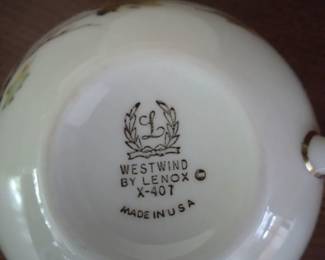 L
WESTWIND
BY LENOX ®
X-407
MADE IN USA